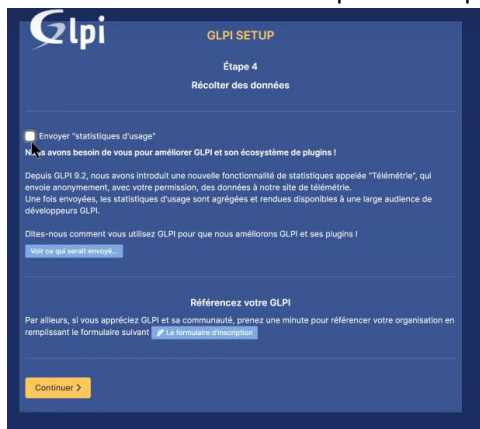 Glpi
GLPI SETUP
Étape 4
Récolter des données
Envoyer "statistiques d'usage"
Nous avons besoin de vous pour améliorer GLPI et son écosystème de plugins !
Depuis GLPI 9.2, nous avons introduit une nouvelle fonctionnalité de statistiques appelée "Télémétrie", qui
envoie anonymement, avec votre permission, des données à notre site de télémétrie.
Une fois envoyées, les statistiques d'usage sont agrégées et rendues disponibles à une large audience de
développeurs GLPI.
Dites-nous comment vous utilisez GLPI pour que nous améliorons GLPI et ses plugins !
Voir ce qui serait envoyé...
Référencez votre GLPI
Par ailleurs, si vous appréciez GLPI et sa communauté, prenez une minute pour référencer votre organisation en
remplissant le formulaire suivant Le formulaire d'inscription
Continuer >